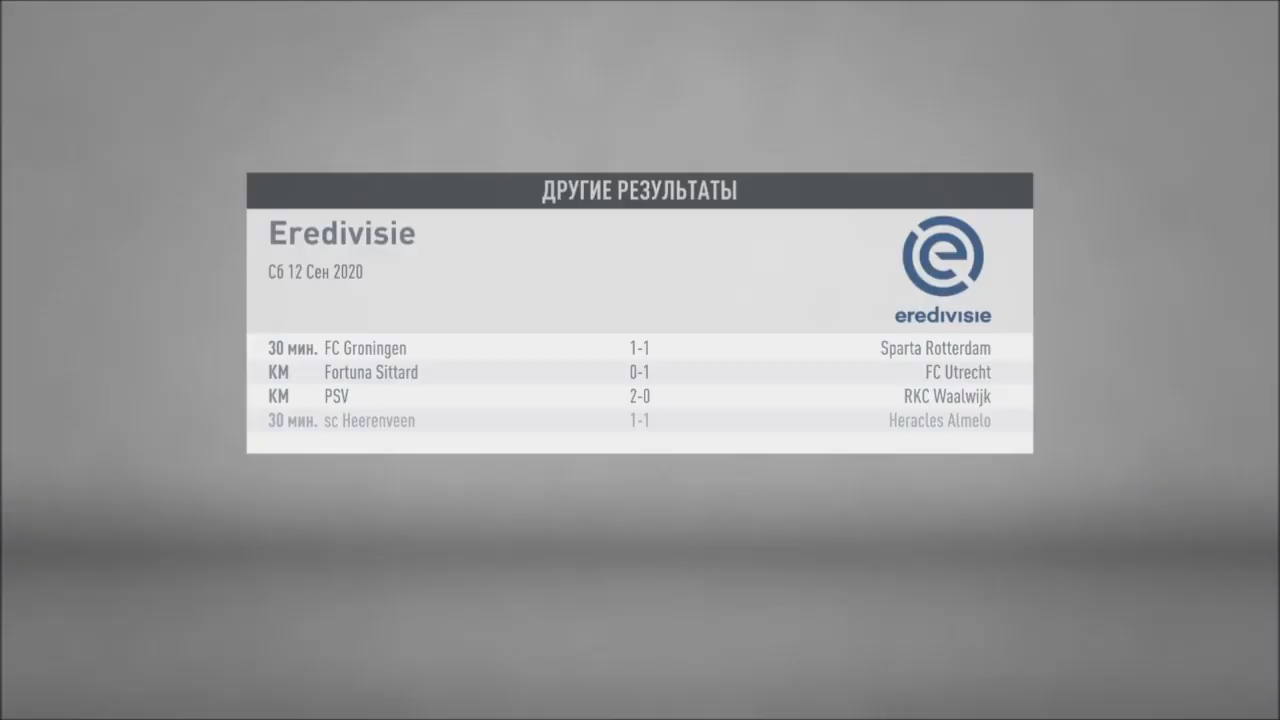 ДРУГИЕ РЕЗУЛЬТАТЫ
Eredivisie
Сб 12 Сен 2020
eredivisie
30 мин. FC Groningen 1-1 Sparta Rotterdam
КМ Fortuna Sittard 0-1 FC Utrecht
КМ PSV 2-0 RKC Waalwijk
30 мин. sc Heerenveen 1-1 Heracles Almelo